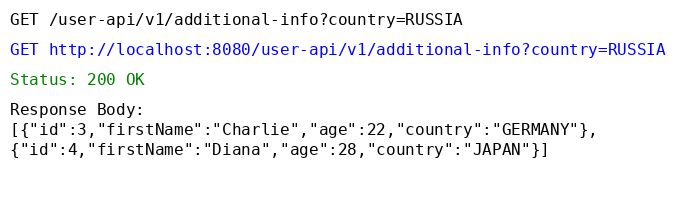 GET /user-api/v1/additional-info?country=RUSSIA
GET http://localhost:8080/user-api/v1/additional-info?country=RUSSIA
Status: 200 OK
Response Body:
[{"id":3,"firstName":"Charlie","age":22,"country":"GERMANY"},
{"id":4,"firstName":"Diana","age":28,"country":"JAPAN"}]